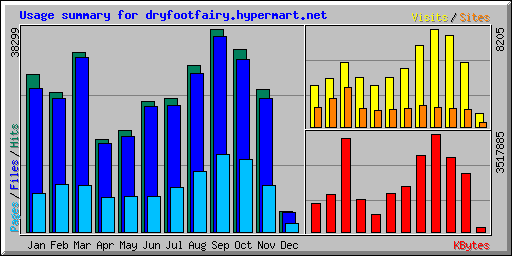 Usage summary for dryfootfairy.hypermart.net
Visits / Sites
38299
8205
Pages / Files / Hits
3517885
Jan Feb Mar Apr May Jun Jul Aug Sep Oct Nov Dec
KBytes